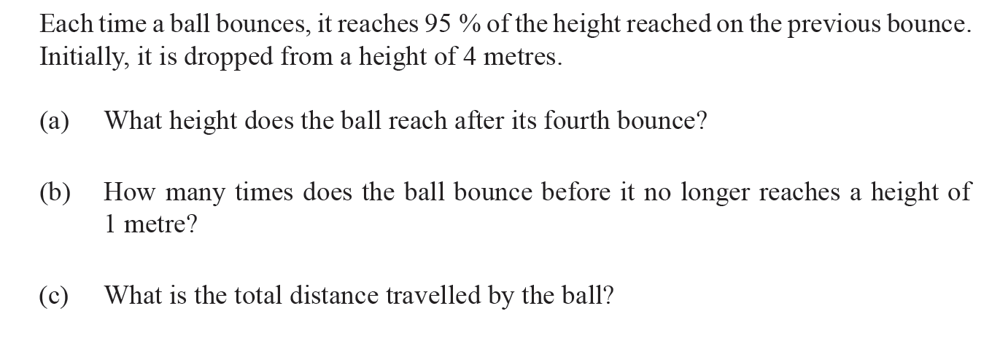 Each time a ball bounces, it reaches 95 % of the height reached on the previous bounce.
Initially, it is dropped from a height of 4 metres.
(a) What height does the ball reach after its fourth bounce?
(b) How many times does the ball bounce before it no longer reaches a height of
1 metre?
(c) What is the total distance travelled by the ball?